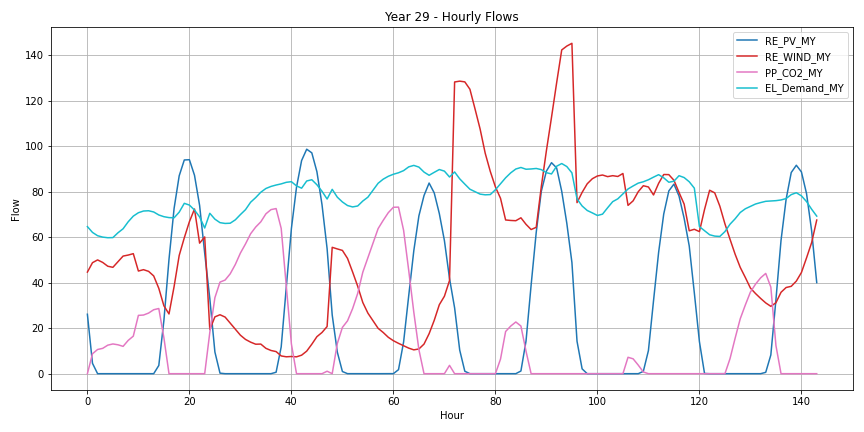 Year 29 - Hourly Flows
RE_PV_MY
RE_WIND_MY
PP_CO2_MY
EL_Demand_MY
Flow
140
120
100
80
60
40
20
0
0 20 40 60 80 100 120 140
Hour